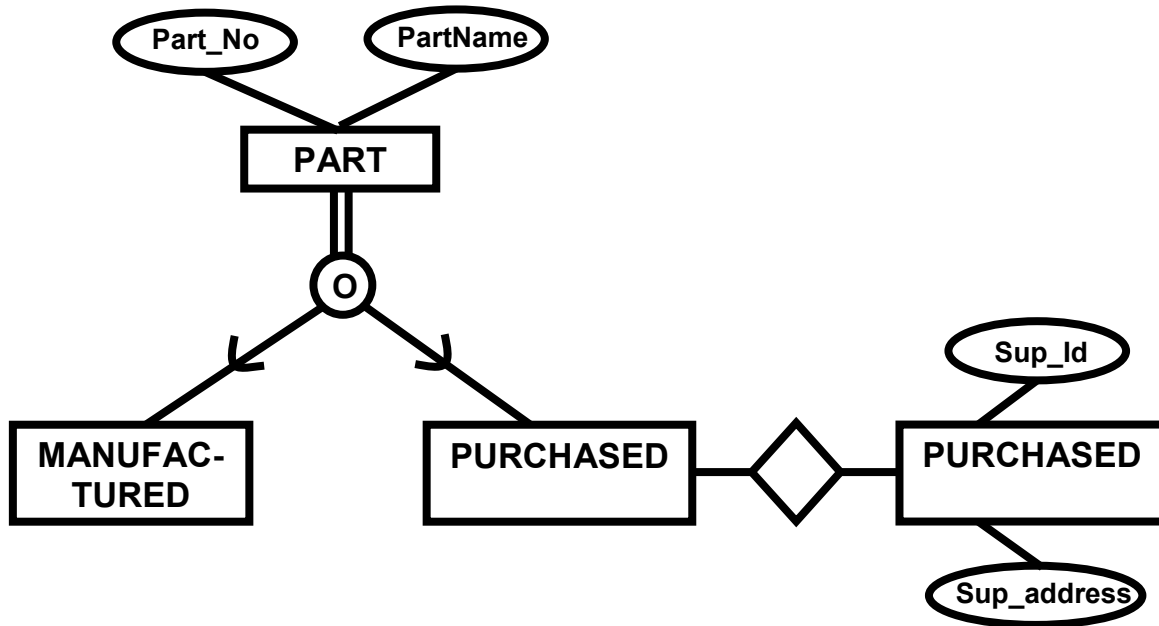 Part_No
PartName
PART
O
Sup_Id
MANUFAC-
TURED
PURCHASED
PURCHASED
Sup_address